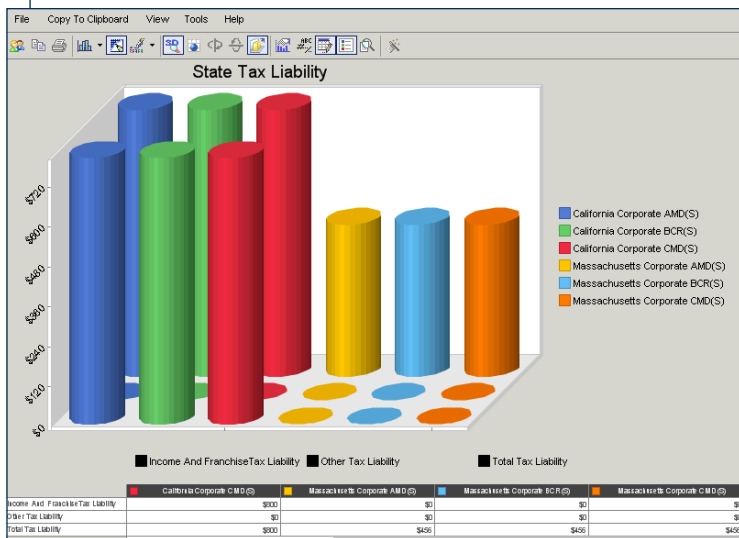 File Copy To Clipboard View Tools Help
State Tax Liability
$720
$600
$480
$360
$240
$120
$0
California Corporate AMD(S)
California Corporate BCR(S)
California Corporate CMD(S)
Massachusetts Corporate AMD(S)
Massachusetts Corporate BCR(S)
Massachusetts Corporate CMD(S)
Income And FranchiseTax Liability Other Tax Liability Total Tax Liability
California Corporate CMD(S) Massachusetts Corporate AMD(S) Massachusetts Corporate BCR(S) Massachusetts Corporate CMD(S)
Income And FranchiseTax Liability $800 $0 $0 $0
Other Tax Liability $0 $0 $0 $0
Total Tax Liability $800 $456 $456 $456